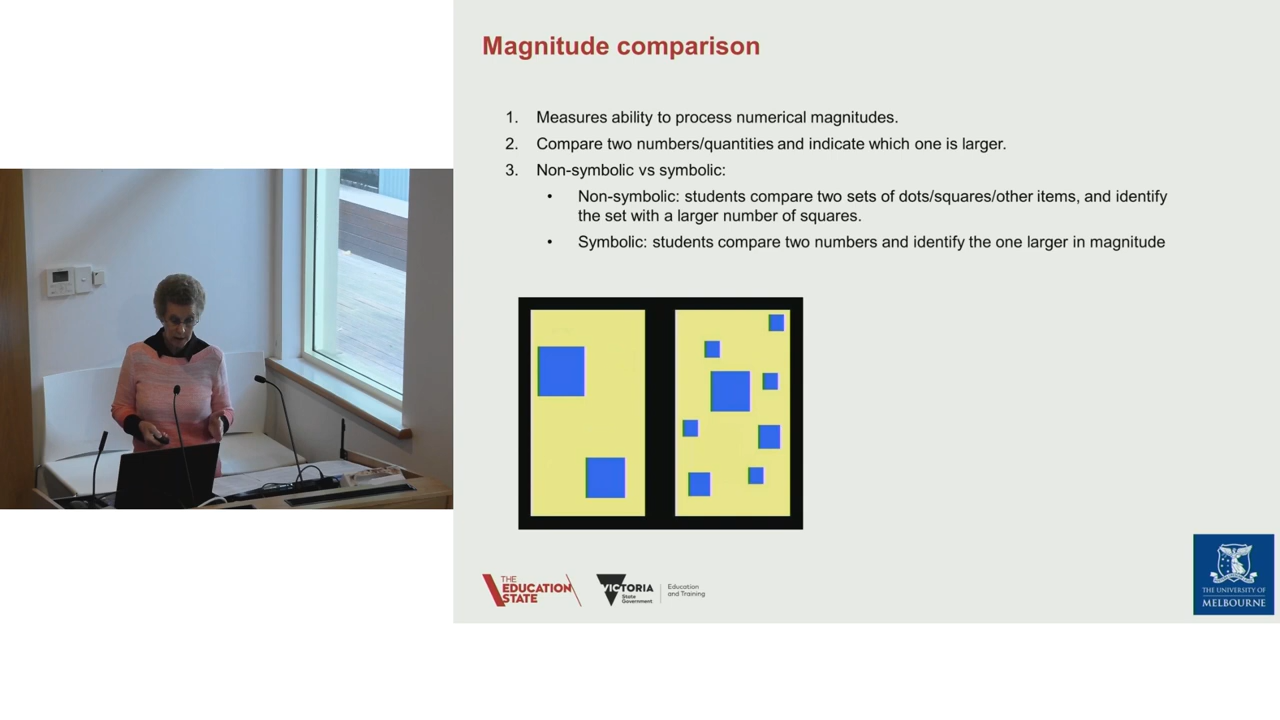 Magnitude comparison
1. Measures ability to process numerical magnitudes.
2. Compare two numbers/quantities and indicate which one is larger.
3. Non-symbolic vs symbolic:
• Non-symbolic: students compare two sets of dots/squares/other items, and identify
the set with a larger number of squares.
• Symbolic: students compare two numbers and identify the one larger in magnitude
THE
EDUCATION
STATE
VICTORIA
State
Government
Education
and Training
THE UNIVERSITY OF
MELBOURNE